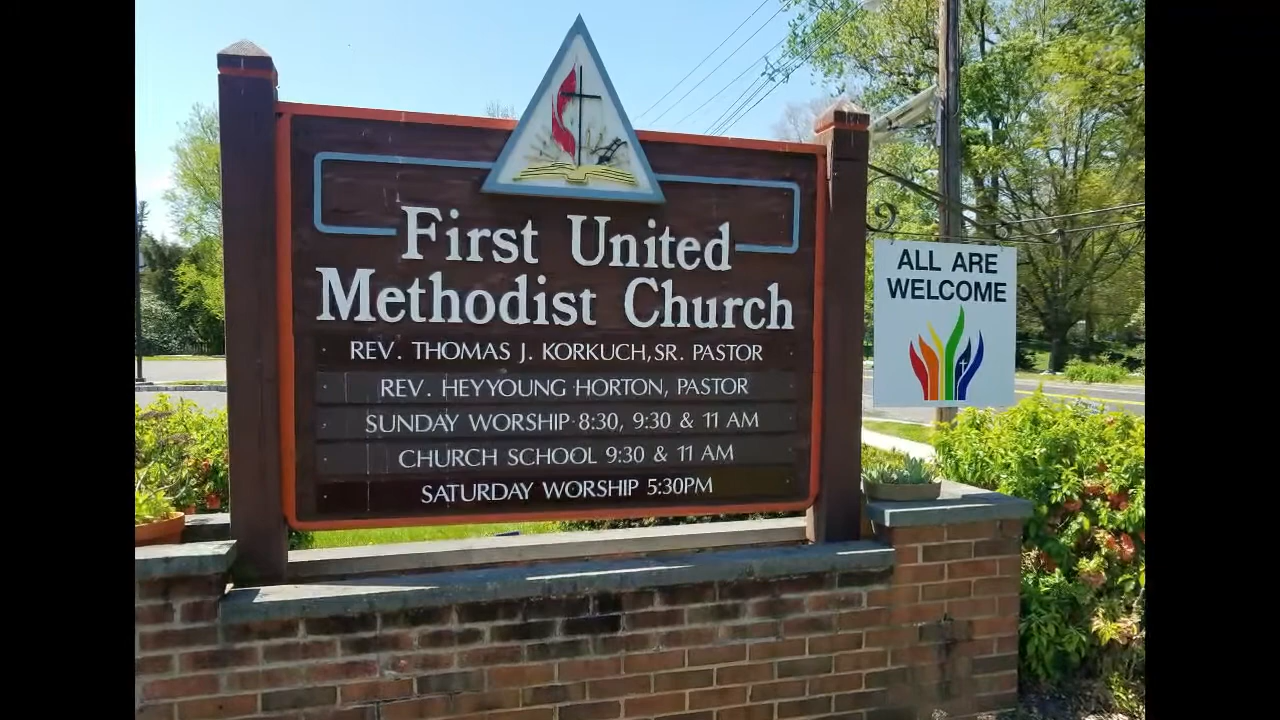 First United
Methodist Church
REV. THOMAS J. KORKUCH, SR. PASTOR
REV. HEYYOUNG HORTON, PASTOR
SUNDAY WORSHIP 8:30, 9:30 & 11 AM
CHURCH SCHOOL 9:30 & 11 AM
SATURDAY WORSHIP 5:30PM
ALL ARE
WELCOME